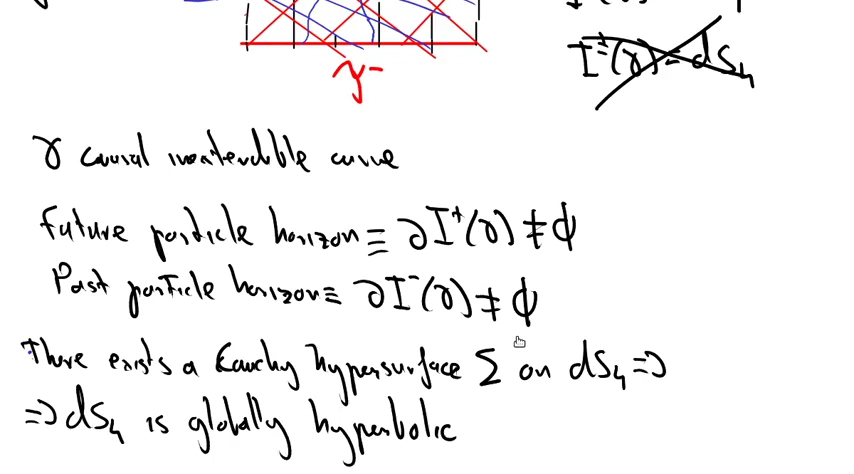 𝒥⁻
I±(γ) = dS₄
γ causal inextendible curve
Future particle horizon ≡ ∂I⁺(γ) ≠ ϕ
Past particle horizon ≡ ∂I⁻(γ) ≠ ϕ
There exists a Cauchy hypersurface Σ on dS₄ ⇒
⇒ dS₄ is globally hyperbolic